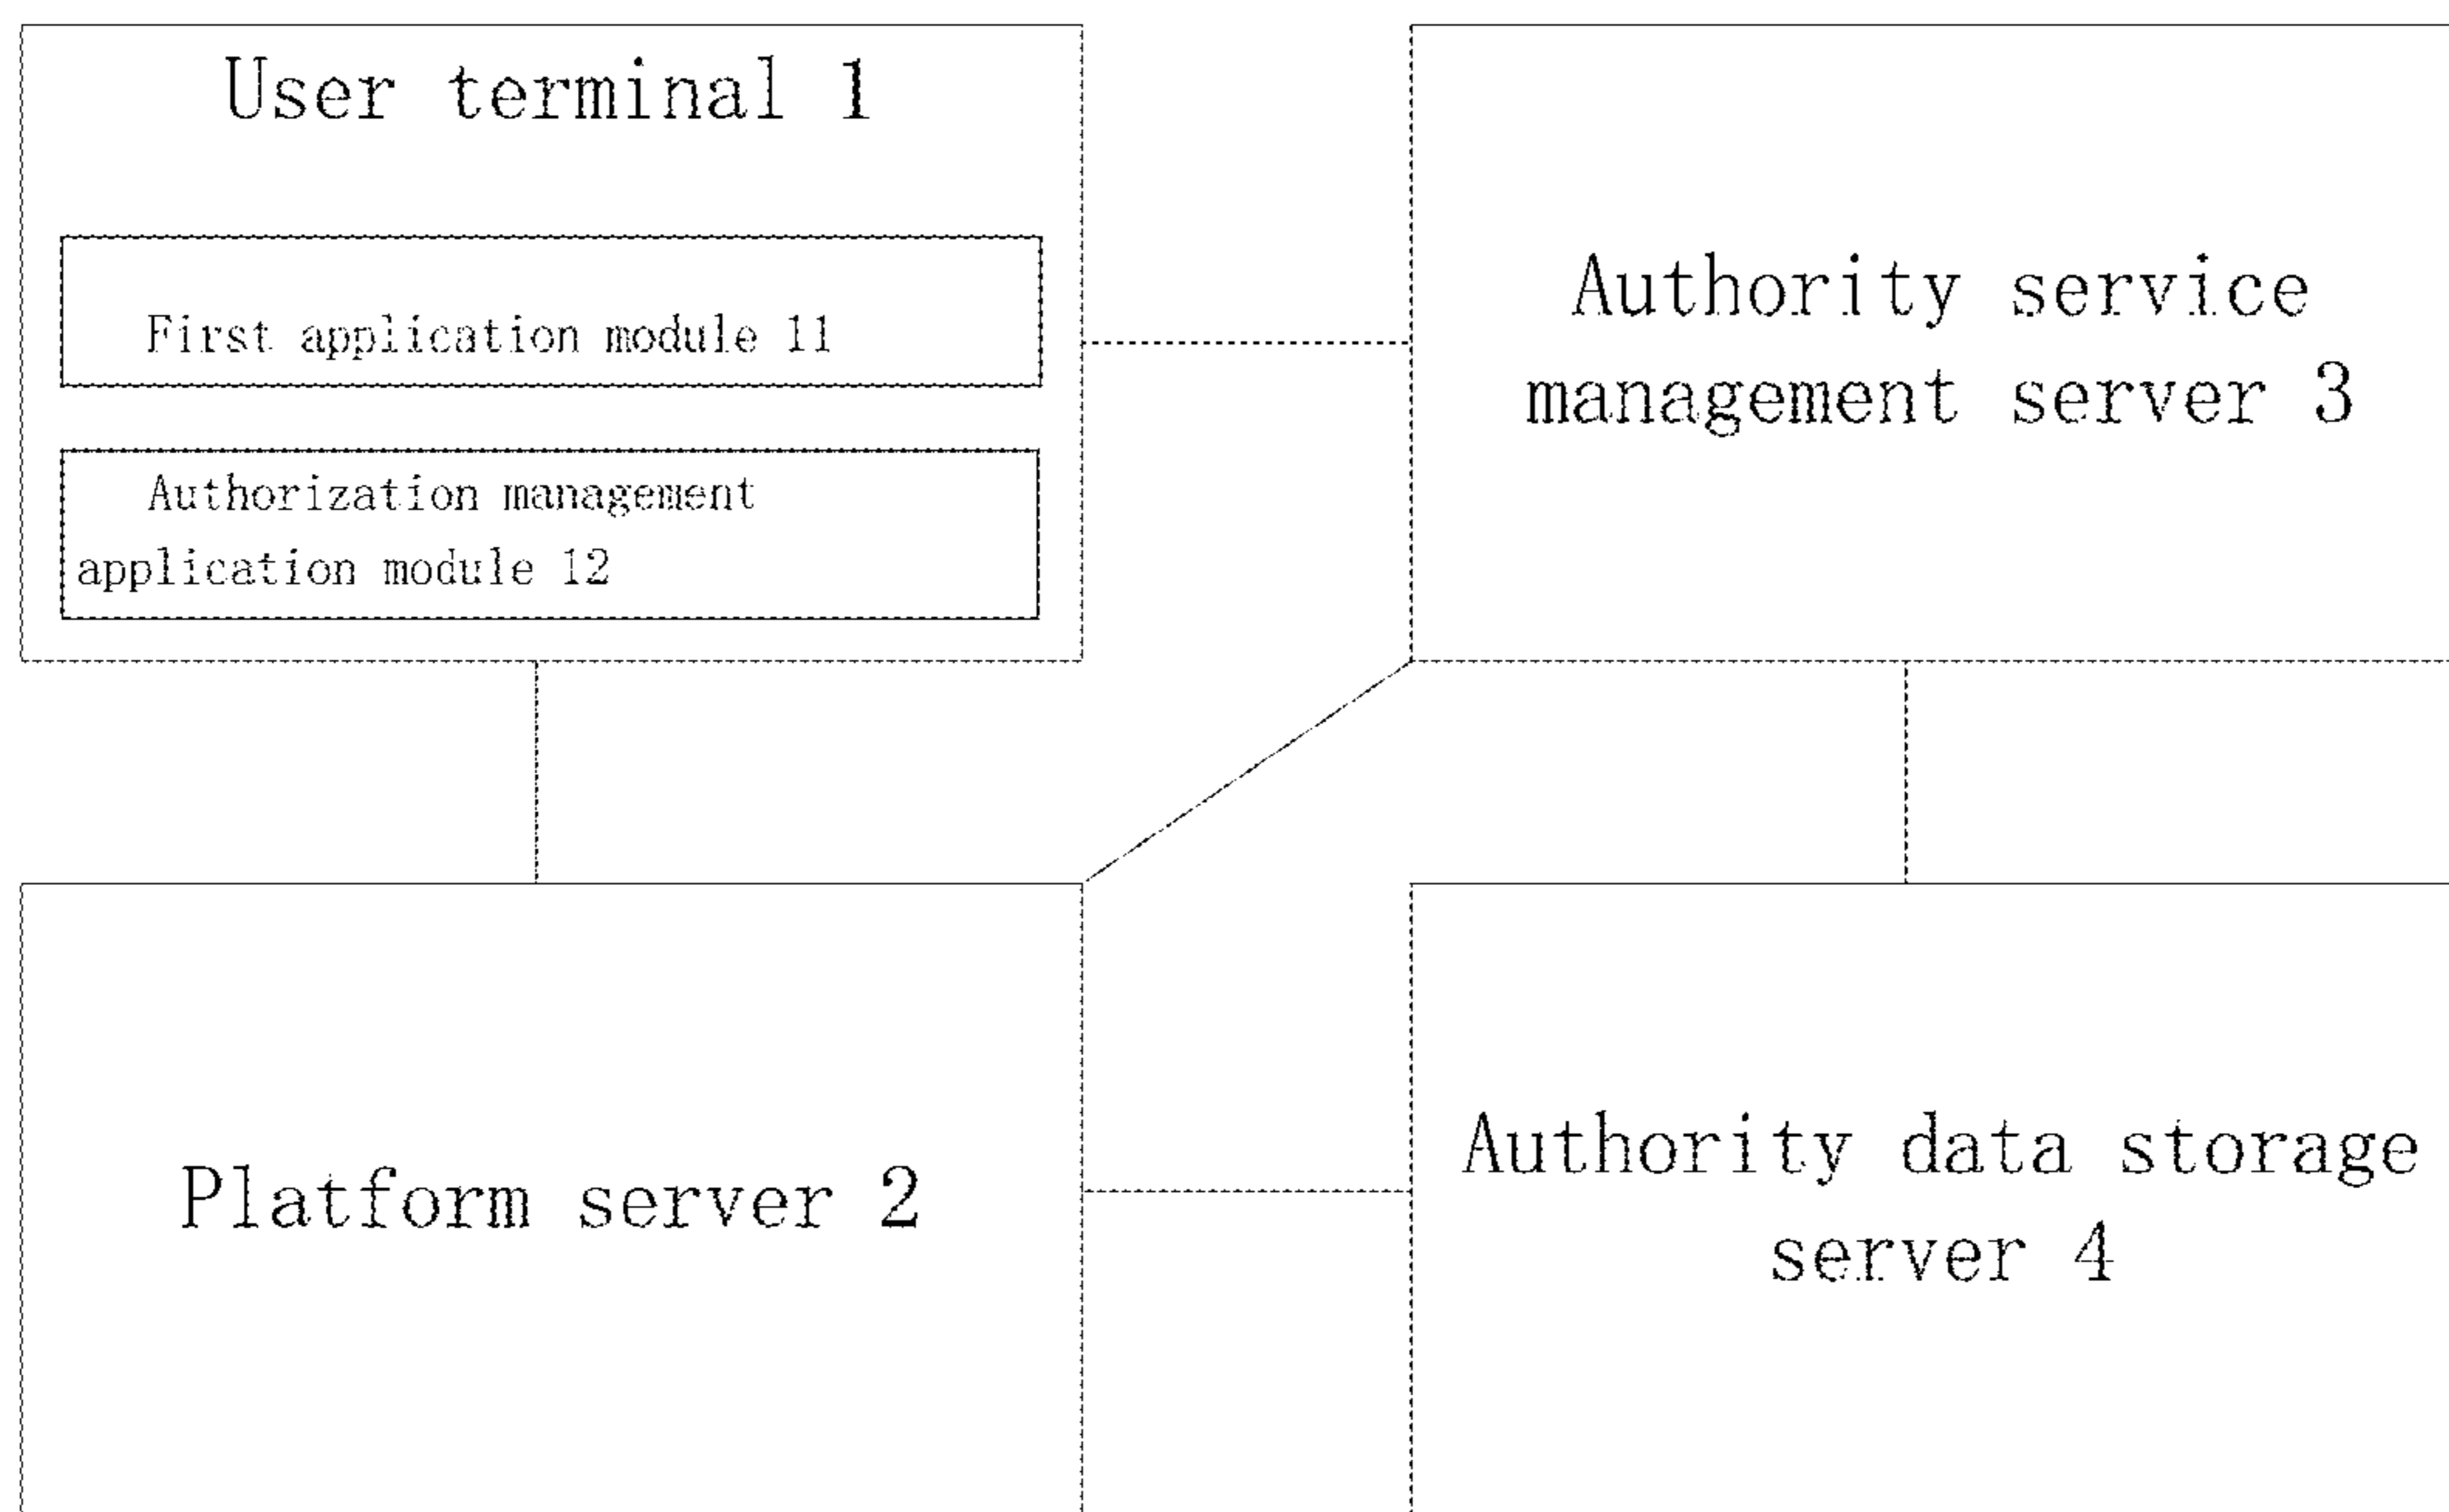 User terminal 1
First application module 11
Authorization management
application module 12
Authority service
management server 3
Platform server 2
Authority data storage
server 4